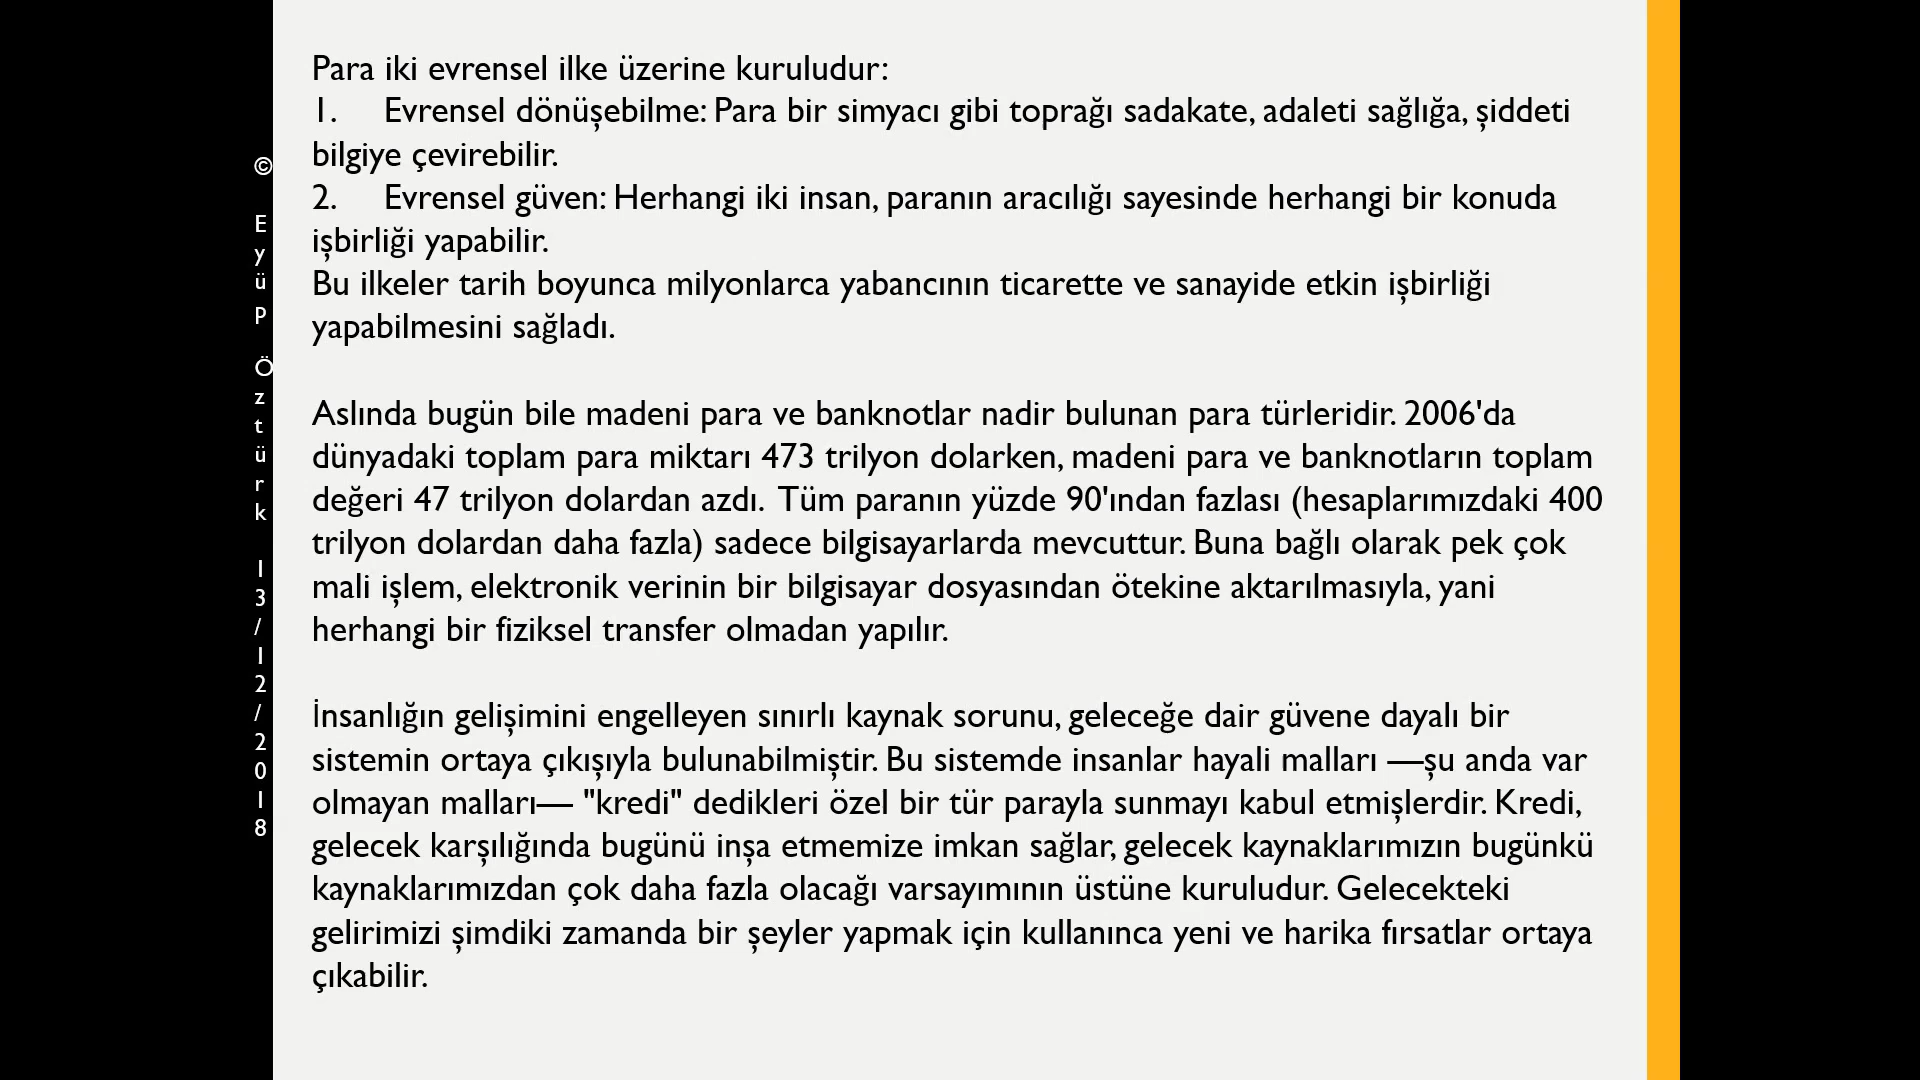 Para iki evrensel ilke üzerine kuruludur:
1. Evrensel dönüşebilme: Para bir simyacı gibi toprağı sadakate, adaleti sağlığa, şiddeti
bilgiye çevirebilir.
2. Evrensel güven: Herhangi iki insan, paranın aracılığı sayesinde herhangi bir konuda
işbirliği yapabilir.
Bu ilkeler tarih boyunca milyonlarca yabancının ticarette ve sanayide etkin işbirliği
yapabilmesini sağladı.
Aslında bugün bile madeni para ve banknotlar nadir bulunan para türleridir. 2006'da
dünyadaki toplam para miktarı 473 trilyon dolarken, madeni para ve banknotların toplam
değeri 47 trilyon dolardan azdı. Tüm paranın yüzde 90'ından fazlası (hesaplarımızdaki 400
trilyon dolardan daha fazla) sadece bilgisayarlarda mevcuttur. Buna bağlı olarak pek çok
mali işlem, elektronik verinin bir bilgisayar dosyasından ötekine aktarılmasıyla, yani
herhangi bir fiziksel transfer olmadan yapılır.
İnsanlığın gelişimini engelleyen sınırlı kaynak sorunu, geleceğe dair güvene dayalı bir
sistemin ortaya çıkışıyla bulunabilmiştir. Bu sistemde insanlar hayali malları —şu anda var
olmayan malları— "kredi" dedikleri özel bir tür parayla sunmayı kabul etmişlerdir. Kredi,
gelecek karşılığında bugünü inşa etmemize imkan sağlar, gelecek kaynaklarımızın bugünkü
kaynaklarımızdan çok daha fazla olacağı varsayımının üstüne kuruludur. Gelecekteki
gelirimizi şimdiki zamanda bir şeyler yapmak için kullanınca yeni ve harika fırsatlar ortaya
çıkabilir.
© Eyüp Öztürk 13/12/2018